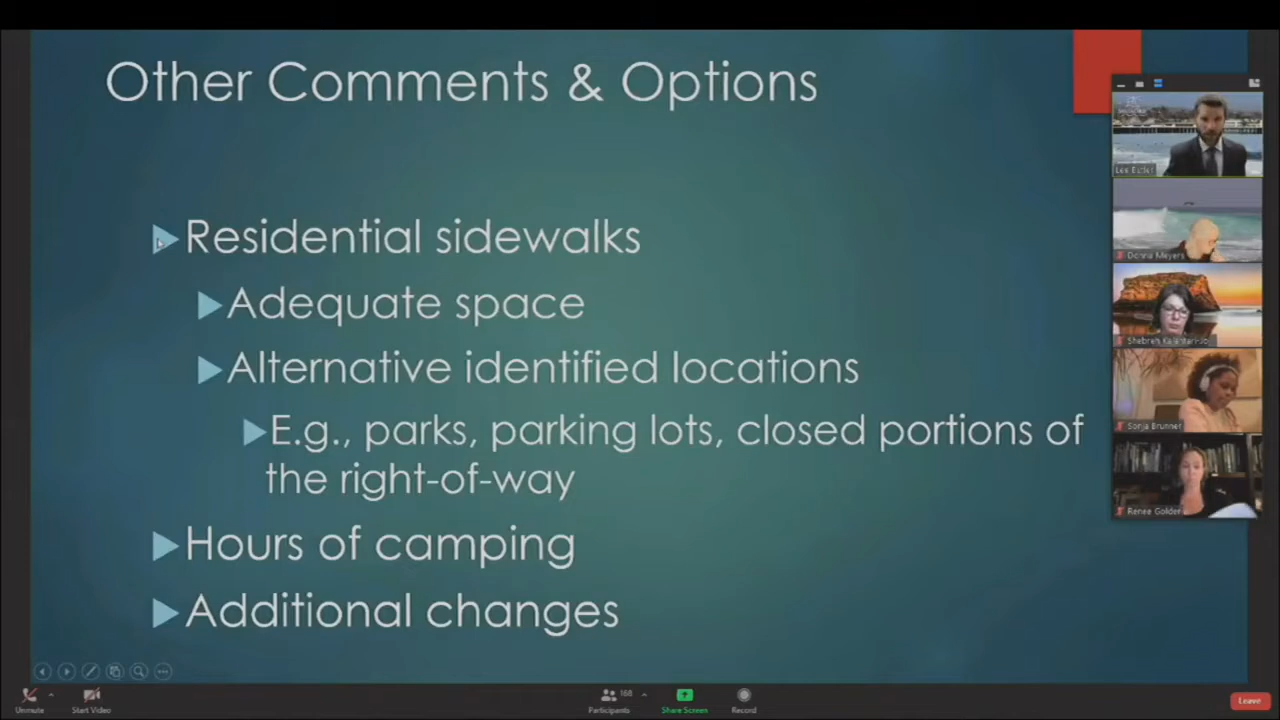 Other Comments & Options
Residential sidewalks
Adequate space
Alternative identified locations
E.g., parks, parking lots, closed portions of
the right-of-way
Hours of camping
Additional changes
Donna Meyers
Sonja Brunner
Renee Golder
Unmute
Start Video
Participants
168
Share Screen
Record
Leave